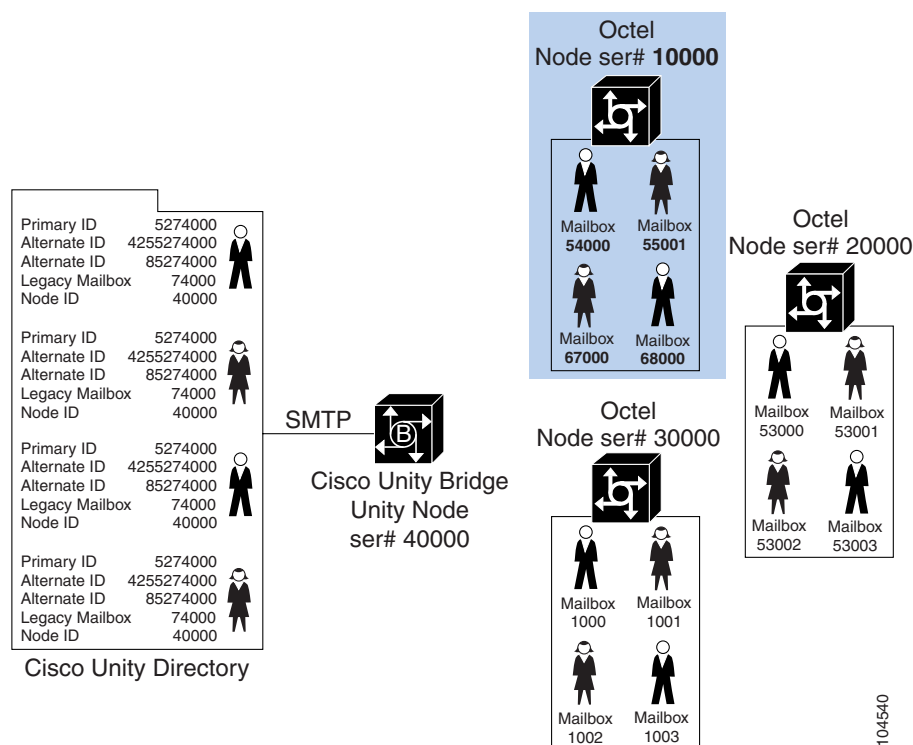 Octel
Node ser# 10000
Mailbox
54000
Mailbox
55001
Mailbox
67000
Mailbox
68000
Octel
Node ser# 20000
Mailbox
53000
Mailbox
53001
Mailbox
53002
Mailbox
53003
Primary ID 5274000
Alternate ID 4255274000
Alternate ID 85274000
Legacy Mailbox 74000
Node ID 40000
Primary ID 5274000
Alternate ID 4255274000
Alternate ID 85274000
Legacy Mailbox 74000
Node ID 40000
Primary ID 5274000
Alternate ID 4255274000
Alternate ID 85274000
Legacy Mailbox 74000
Node ID 40000
Primary ID 5274000
Alternate ID 4255274000
Alternate ID 85274000
Legacy Mailbox 74000
Node ID 40000
Cisco Unity Directory
SMTP
B
Cisco Unity Bridge
Unity Node
ser# 40000
Octel
Node ser# 30000
Mailbox
1000
Mailbox
1001
Mailbox
1002
Mailbox
1003
104540